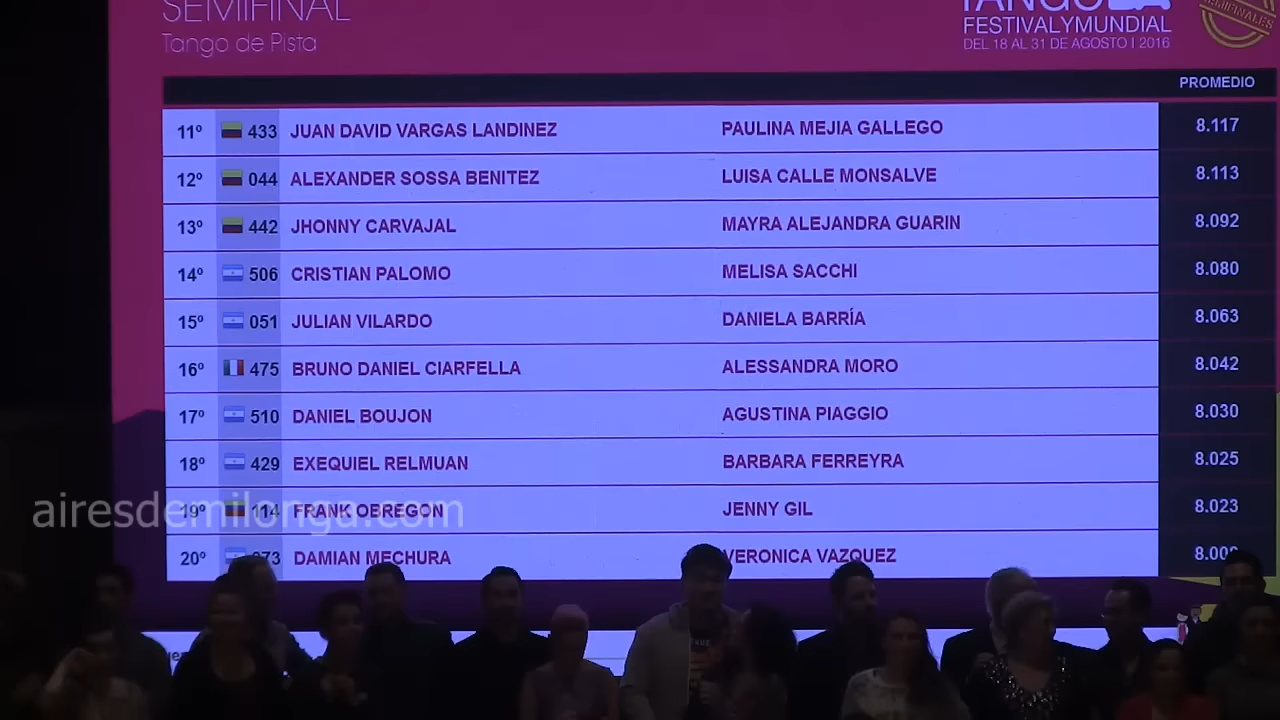 SEMIFINAL
Tango de Pista
TANGO BA
FESTIVALYMUNDIAL
DEL 18 AL 31 DE AGOSTO | 2016
SEMIFINALES
PROMEDIO
11º 433 JUAN DAVID VARGAS LANDINEZ PAULINA MEJIA GALLEGO 8.117
12º 044 ALEXANDER SOSSA BENITEZ LUISA CALLE MONSALVE 8.113
13º 442 JHONNY CARVAJAL MAYRA ALEJANDRA GUARIN 8.092
14º 506 CRISTIAN PALOMO MELISA SACCHI 8.080
15º 051 JULIAN VILARDO DANIELA BARRÍA 8.063
16º 475 BRUNO DANIEL CIARFELLA ALESSANDRA MORO 8.042
17º 510 DANIEL BOUJON AGUSTINA PIAGGIO 8.030
18º 429 EXEQUIEL RELMUAN BARBARA FERREYRA 8.025
19º 114 FRANK OBREGON JENNY GIL 8.023
airesdemilonga.com
20º DAMIAN MECHURA VERONICA VAZQUEZ